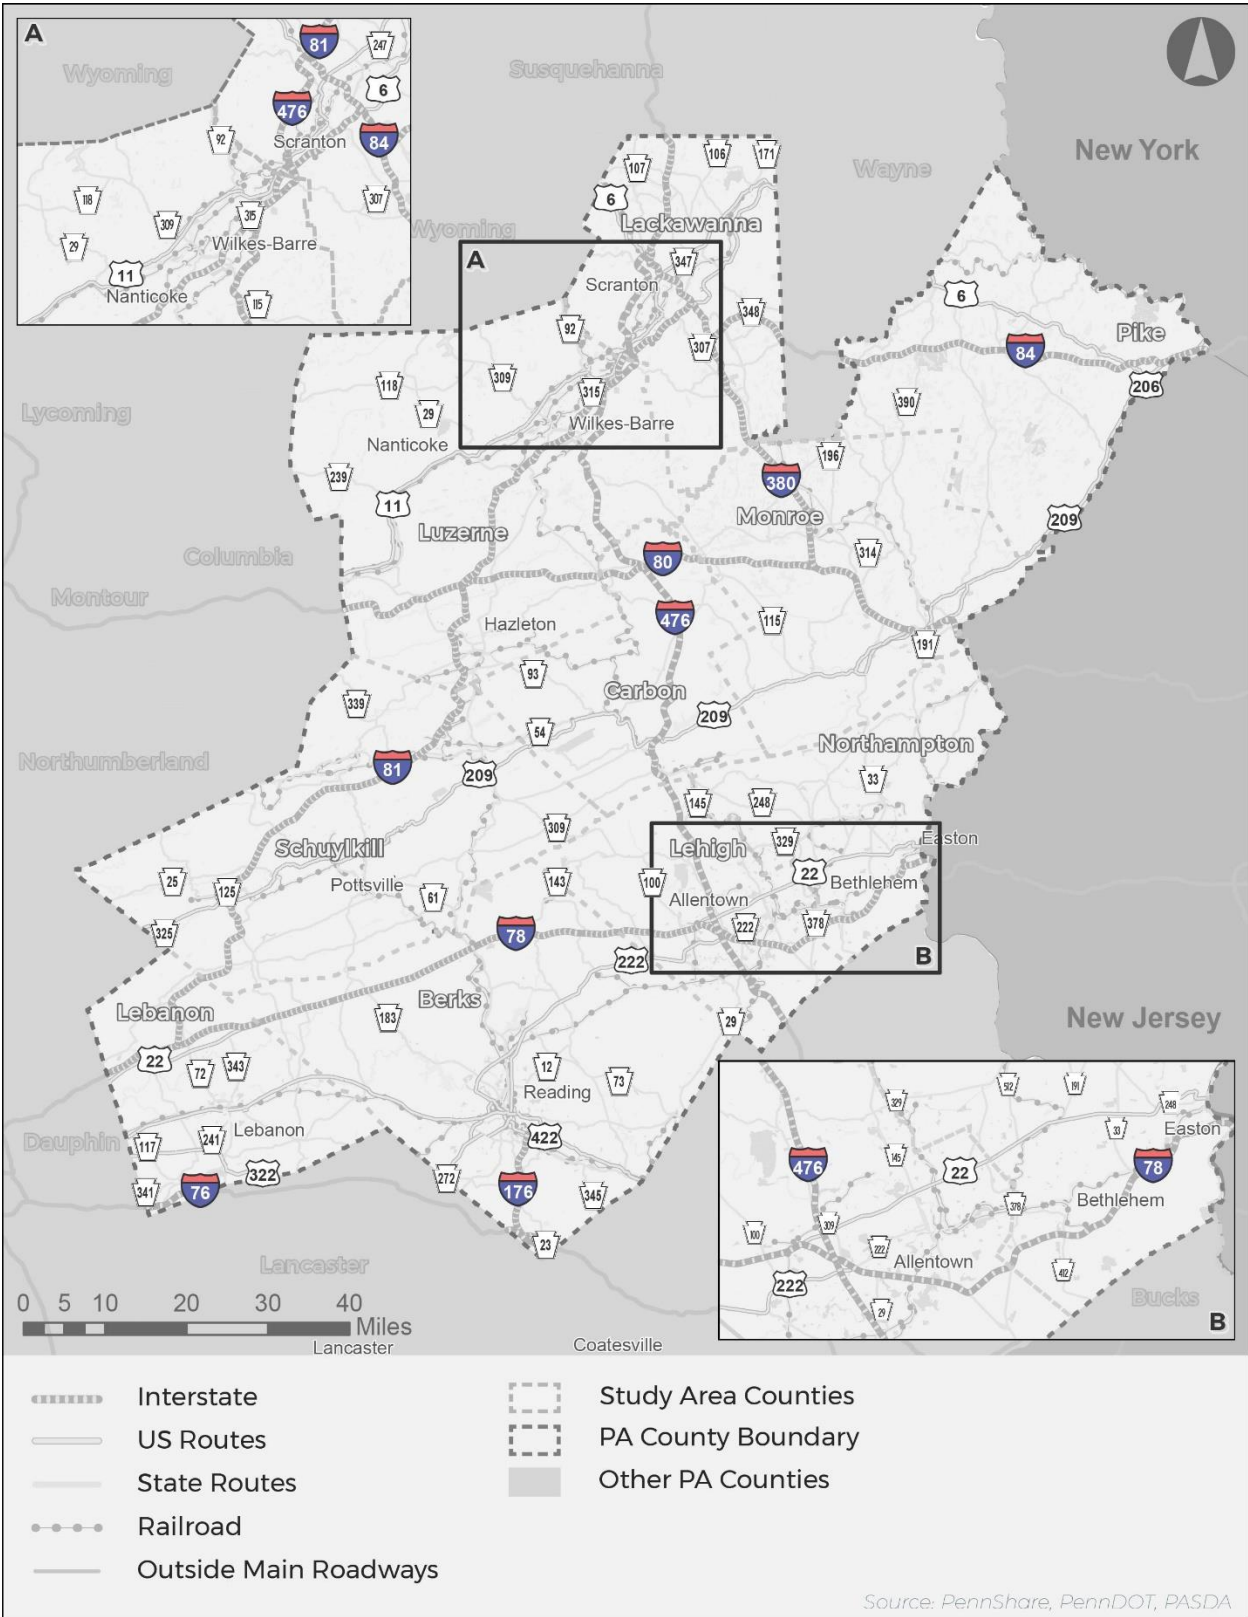 A
Wyoming
81
247
6
476
84
Scranton
92
118
307
309
315
29
Wilkes-Barre
11
Nanticoke
115
Susquehanna
New York
Wayne
Wyoming
107
106
171
6
Lackawanna
A
347
Scranton
348
92
307
6
Pike
84
206
309
118
315
390
29
Lycoming
Nanticoke
Wilkes-Barre
196
239
380
11
Monroe
209
Luzerne
Columbia
80
314
Montour
476
Hazleton
115
191
93
Carbon
339
209
54
Northampton
Northumberland
81
209
33
145
248
309
329
Easton
Schuylkill
Lehigh
22
25
125
Pottsville
61
143
100
Allentown
Bethlehem
325
78
222
378
222
B
Berks
Lebanon
183
29
New Jersey
22
72
343
12
73
Reading
Dauphin
117
241
Lebanon
422
322
341
76
272
176
345
23
Lancaster
512
191
329
248
33
Easton
476
145
22
78
378
Bethlehem
309
100
222
Allentown
412
222
29
Bucks
B
0 5 10 20 30 40
Miles
Lancaster
Coatesville
Interstate
US Routes
State Routes
Railroad
Outside Main Roadways
Study Area Counties
PA County Boundary
Other PA Counties
Source: PennShare, PennDOT, PASDA